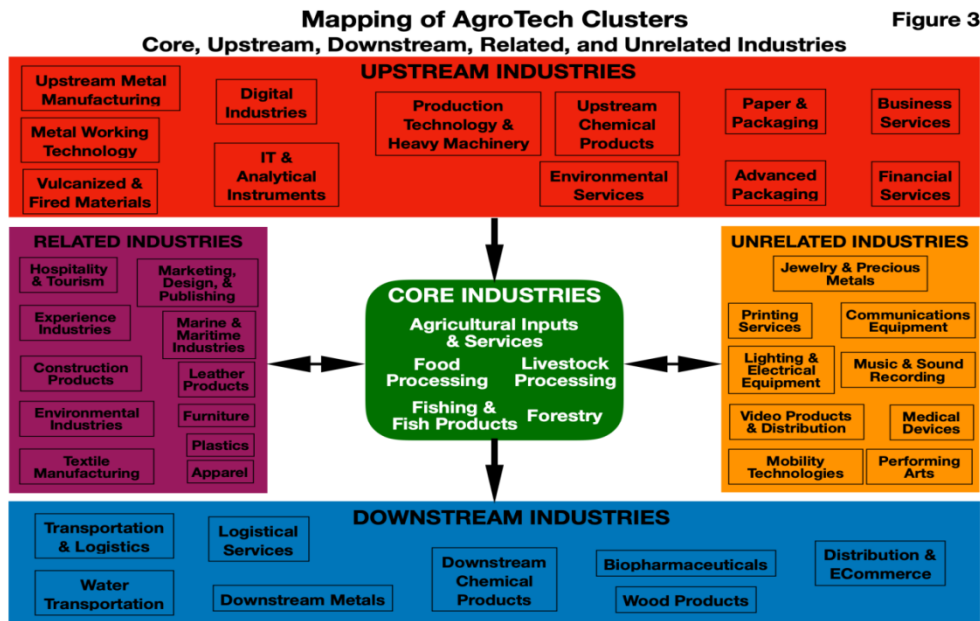 Mapping of AgroTech Clusters
Figure 3
Core, Upstream, Downstream, Related, and Unrelated Industries
UPSTREAM INDUSTRIES
Upstream Metal
Manufacturing
Metal Working
Technology
Vulcanized &
Fired Materials
Digital
Industries
IT &
Analytical
Instruments
Production
Technology &
Heavy Machinery
Upstream
Chemical
Products
Environmental
Services
Paper &
Packaging
Advanced
Packaging
Business
Services
Financial
Services
RELATED INDUSTRIES
Hospitality
& Tourism
Experience
Industries
Construction
Products
Environmental
Industries
Textile
Manufacturing
Marketing,
Design, &
Publishing
Marine &
Maritime
Industries
Leather
Products
Furniture
Plastics
Apparel
CORE INDUSTRIES
Agricultural Inputs
& Services
Food
Processing
Livestock
Processing
Fishing &
Fish Products
Forestry
UNRELATED INDUSTRIES
Jewelry & Precious
Metals
Printing
Services
Communications
Equipment
Lighting &
Electrical
Equipment
Music & Sound
Recording
Video Products
& Distribution
Medical
Devices
Mobility
Technologies
Performing
Arts
DOWNSTREAM INDUSTRIES
Transportation
& Logistics
Water
Transportation
Logistical
Services
Downstream Metals
Downstream
Chemical
Products
Biopharmaceuticals
Wood Products
Distribution &
ECommerce